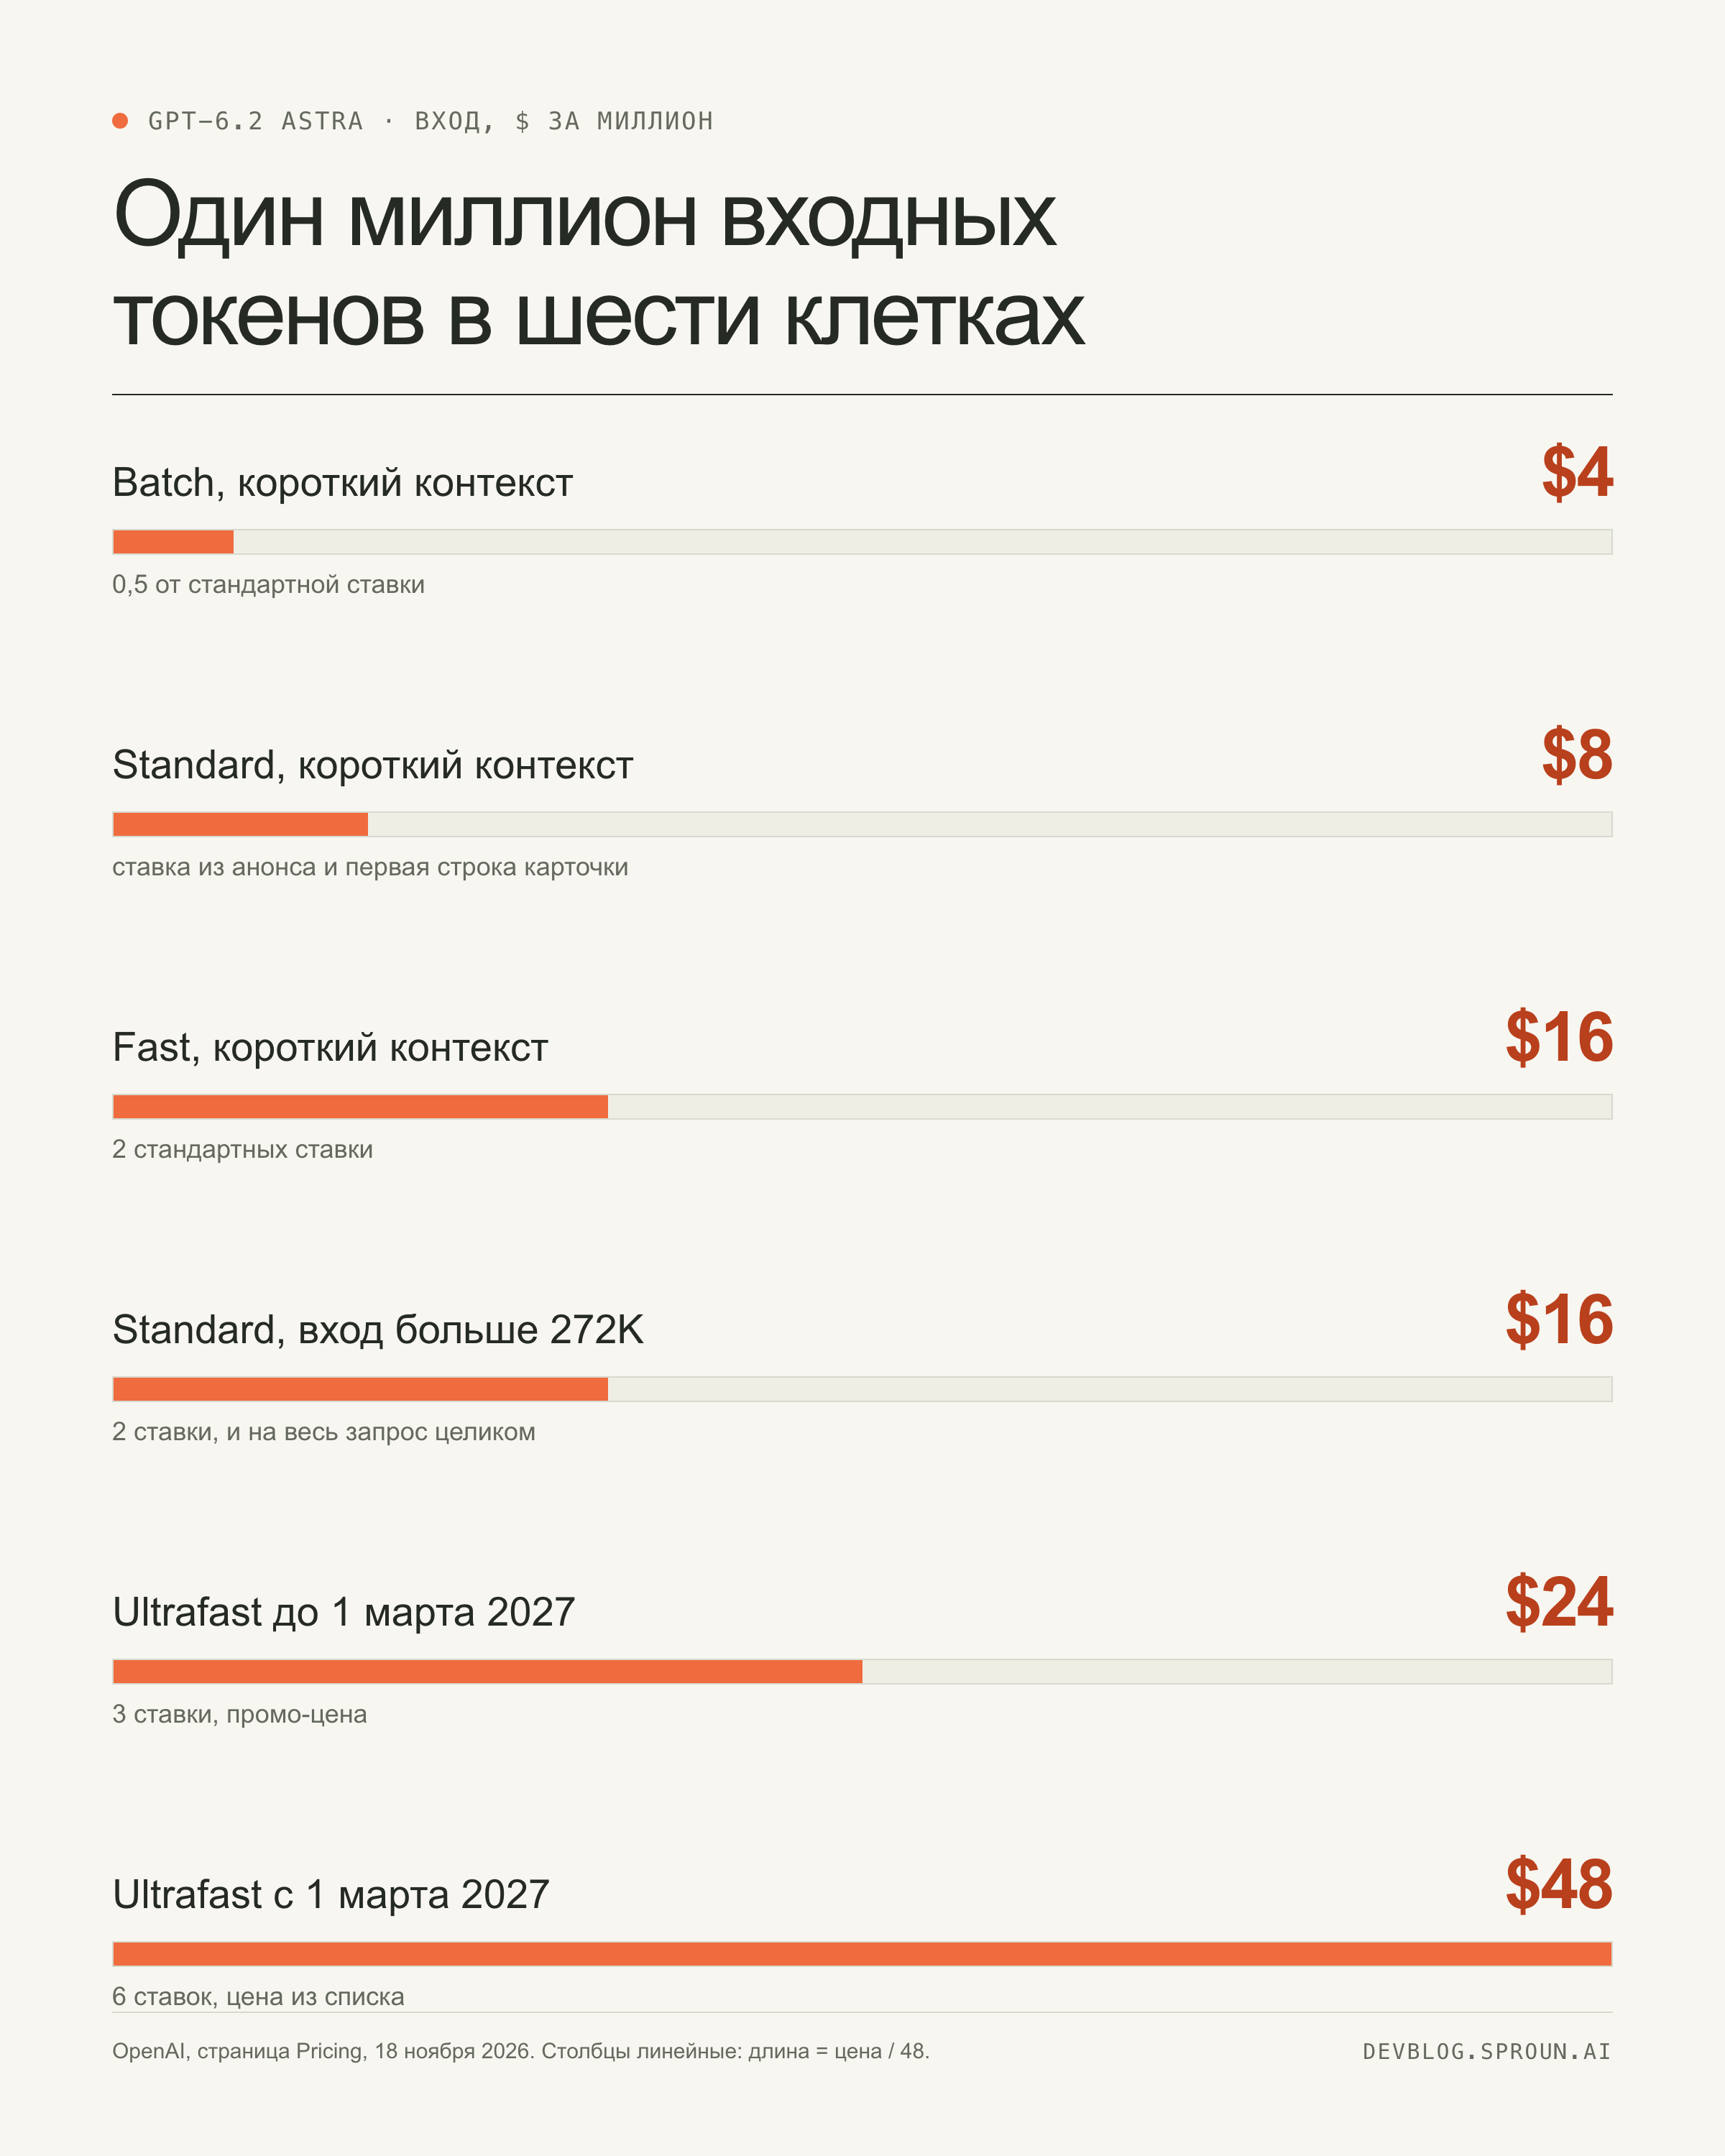 GPT-6.2 ASTRA · ВХОД, $ ЗА МИЛЛИОН
Один миллион входных
токенов в шести клетках
Batch, короткий контекст
$4
0,5 от стандартной ставки
Standard, короткий контекст
$8
ставка из анонса и первая строка карточки
Fast, короткий контекст
$16
2 стандартных ставки
Standard, вход больше 272K
$16
2 ставки, и на весь запрос целиком
Ultrafast до 1 марта 2027
$24
3 ставки, промо-цена
Ultrafast с 1 марта 2027
$48
6 ставок, цена из списка
OpenAI, страница Pricing, 18 ноября 2026. Столбцы линейные: длина = цена / 48.
DEVBLOG.SPROUN.AI